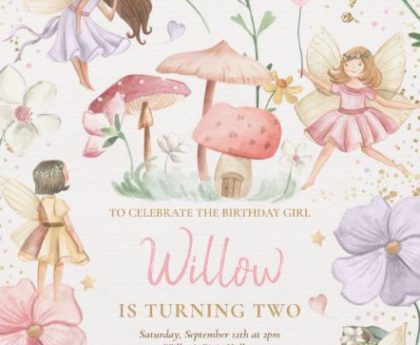 TO CELEBRATE THE BIRTHDAY GIRL
Willow
IS TURNING TWO
Saturday, September 12th at 2pm